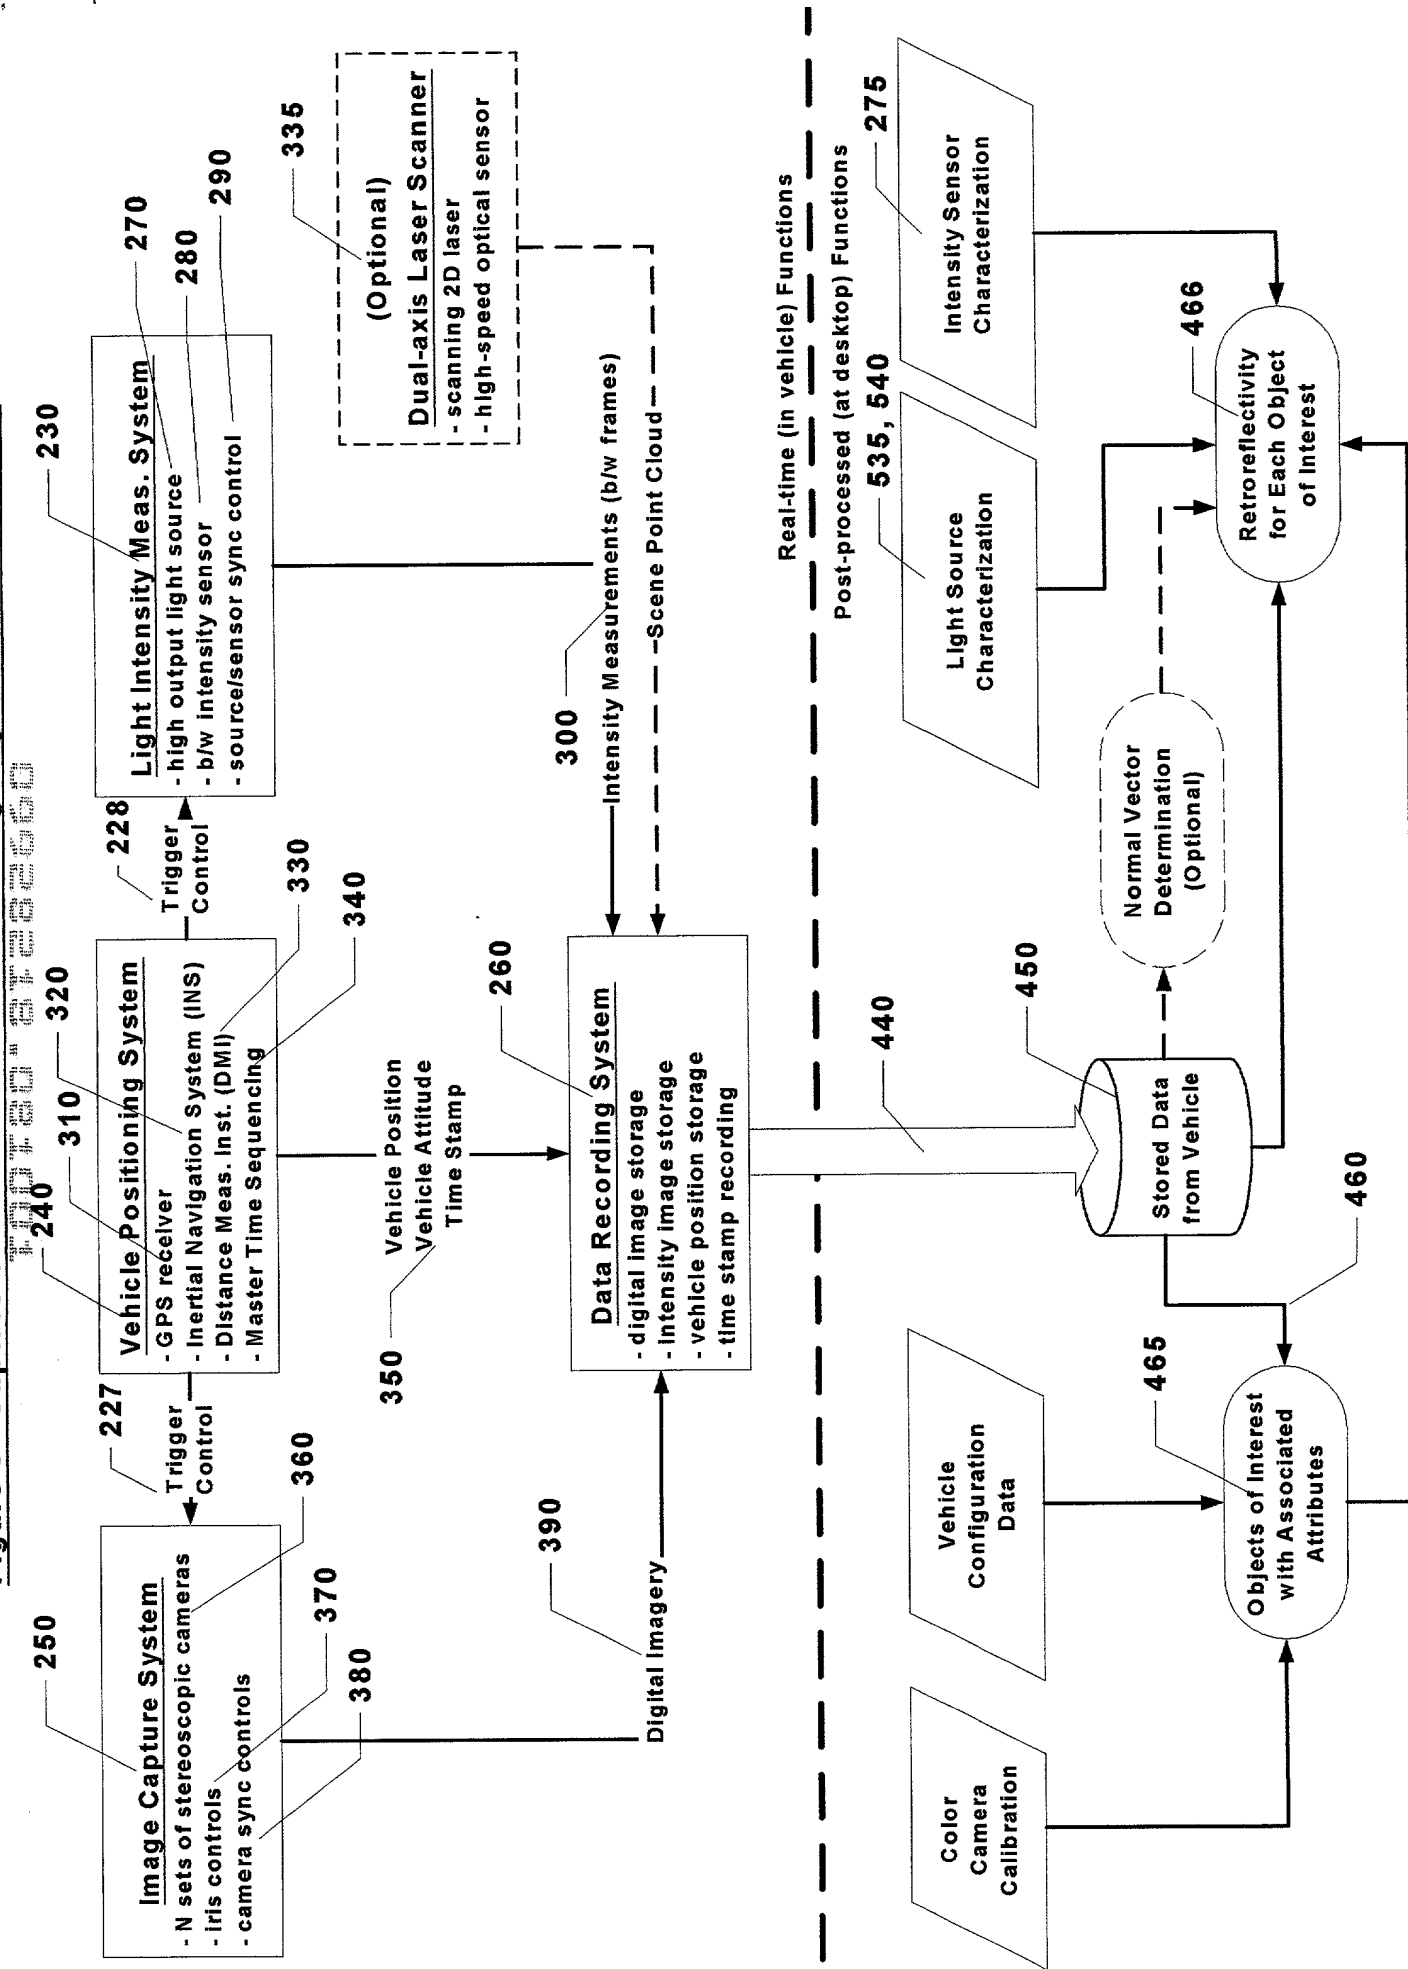 250
Image Capture System
- N sets of stereoscopic cameras
- iris controls
- camera sync controls
360
370
380
227
Trigger
Control
240
310
320
Vehicle Positioning System
- GPS receiver
- Inertial Navigation System (INS)
- Distance Meas. Inst. (DMI)
- Master Time Sequencing
330
340
228
Trigger
Control
230
Light Intensity Meas. System
- high output light source
- b/w intensity sensor
- source/sensor sync control
270
280
290
335
(Optional)
Dual-axis Laser Scanner
- scanning 2D laser
- high-speed optical sensor
350
Vehicle Position
Vehicle Attitude
Time Stamp
390
Digital Imagery
300
Intensity Measurements (b/w frames)
Scene Point Cloud
260
Data Recording System
- digital image storage
- intensity image storage
- vehicle position storage
- time stamp recording
Real-time (in vehicle) Functions
Post-processed (at desktop) Functions
440
450
Stored Data
from Vehicle
460
Color
Camera
Calibration
Vehicle
Configuration
Data
465
Objects of Interest
with Associated
Attributes
Normal Vector
Determination
(Optional)
535, 540
Light Source
Characterization
275
Intensity Sensor
Characterization
466
Retroreflectivity
for Each Object
of Interest